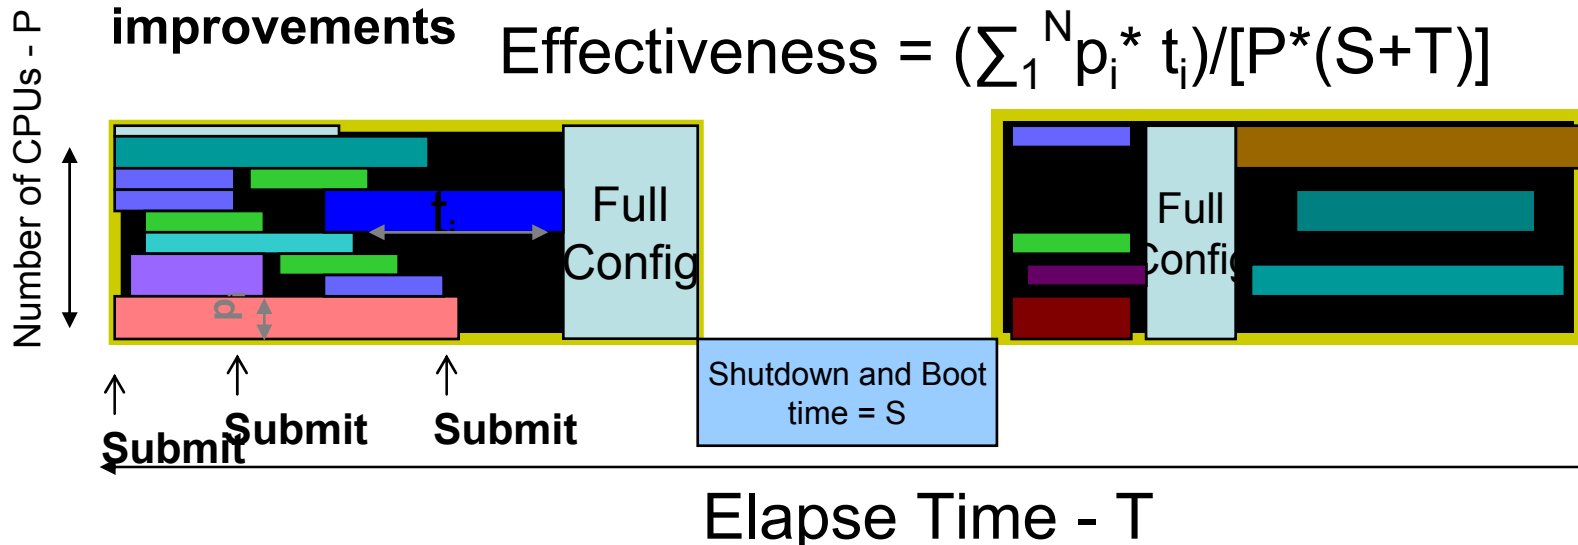 improvements
Effectiveness = (∑₁ᴺpᵢ* tᵢ)/[P*(S+T)]
Number of CPUs - P
tᵢ
pᵢ
Full
Config
Full
Config
Shutdown and Boot
time = S
Submit
Submit
Submit
Elapse Time - T